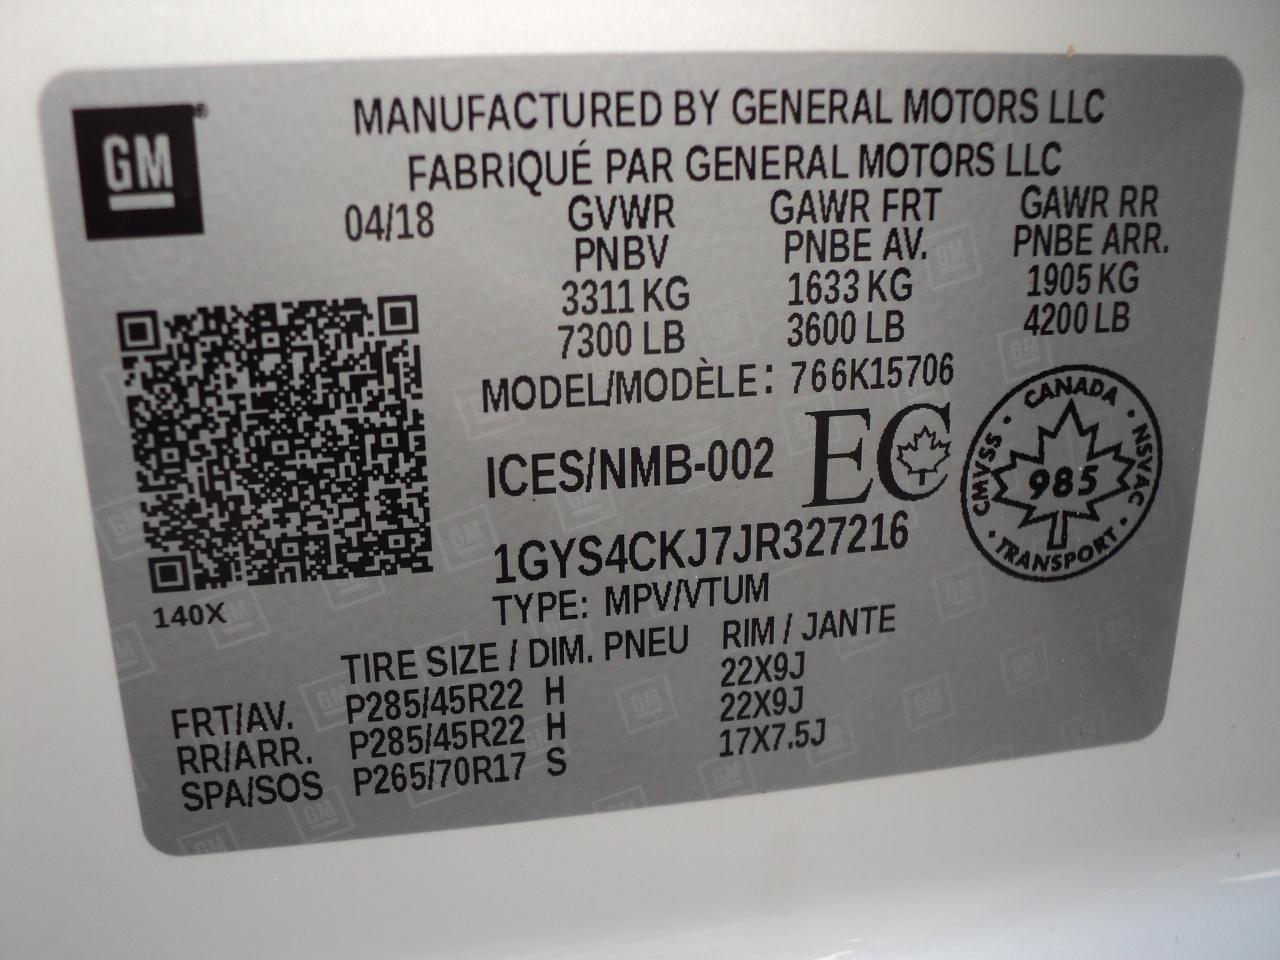 GM®
MANUFACTURED BY GENERAL MOTORS LLC
FABRIQUÉ PAR GENERAL MOTORS LLC
04/18 GVWR GAWR FRT GAWR RR
PNBV PNBE AV. PNBE ARR.
3311 KG 1633 KG 1905 KG
7300 LB 3600 LB 4200 LB
MODEL/MODÈLE: 766K15706
ICES/NMB-002 EC
CANADA
CMVSS 985 NSVAC
TRANSPORT
1GYS4CKJ7JR327216
140X TYPE: MPV/VTUM
TIRE SIZE / DIM. PNEU RIM / JANTE
FRT/AV. P285/45R22 H 22X9J
RR/ARR. P285/45R22 H 22X9J
SPA/SOS P265/70R17 S 17X7.5J